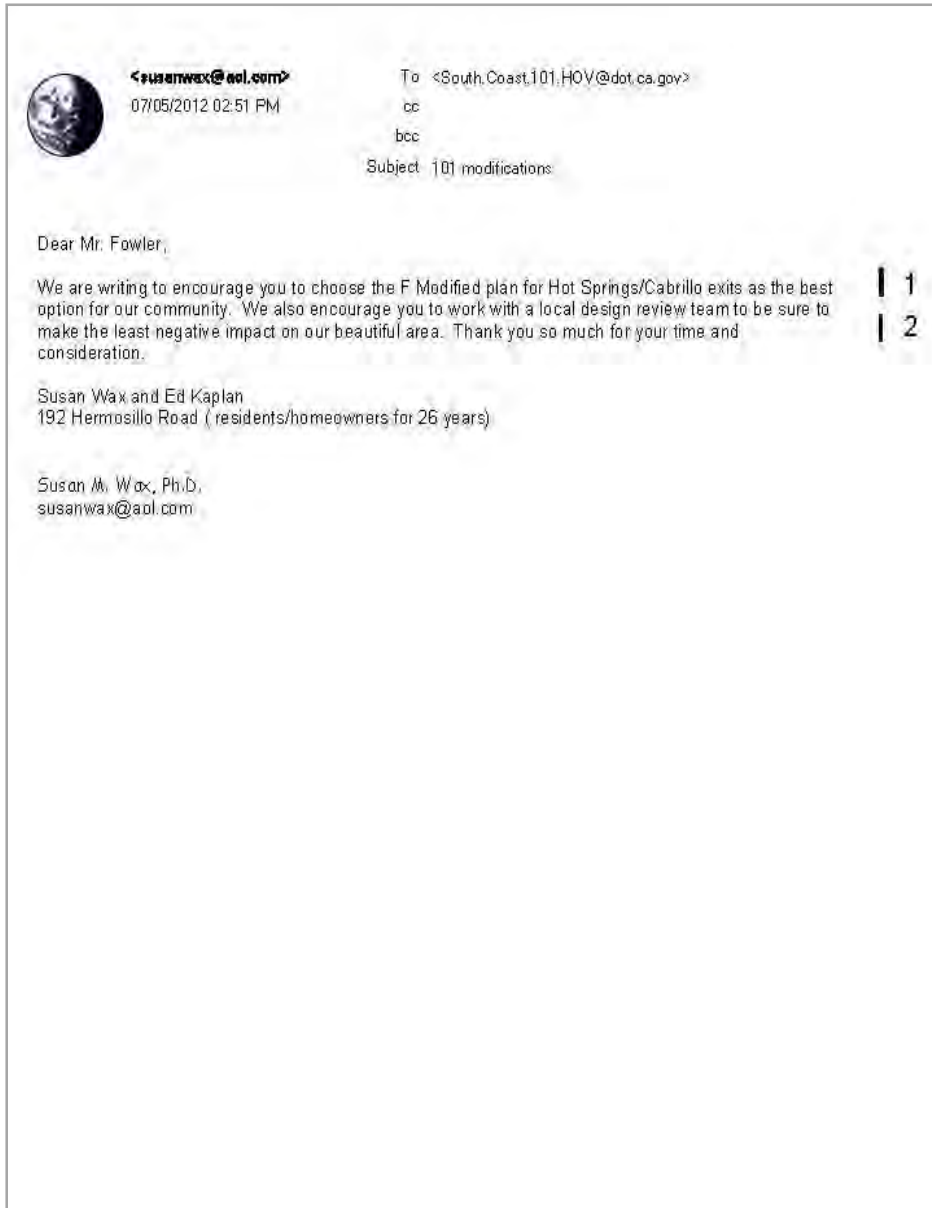 <susanwax@aol.com>
07/05/2012 02:51 PM
To <South.Coast.101.HOV@dot.ca.gov>
cc
bcc
Subject 101 modifications
Dear Mr. Fowler,
We are writing to encourage you to choose the F Modified plan for Hot Springs/Cabrillo exits as the best
option for our community. We also encourage you to work with a local design review team to be sure to
make the least negative impact on our beautiful area. Thank you so much for your time and
consideration.
1
2
Susan Wax and Ed Kaplan
192 Hermosillo Road ( residents/homeowners for 26 years)
Susan M. Wax, Ph.D.
susanwax@aol.com